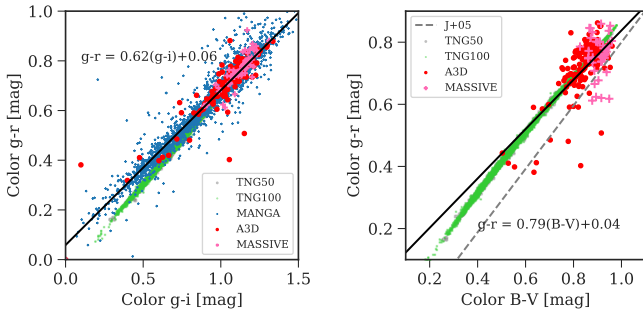 1.0
0.8
0.6
0.4
0.2
0.0
Color g-r [mag]
g-r = 0.62(g-i)+0.06
TNG50
TNG100
MANGA
A3D
MASSIVE
0.0
0.5
1.0
1.5
Color g-i [mag]
0.8
0.6
0.4
0.2
Color g-r [mag]
J+05
TNG50
TNG100
A3D
MASSIVE
g-r = 0.79(B-V)+0.04
0.2
0.4
0.6
0.8
1.0
Color B-V [mag]